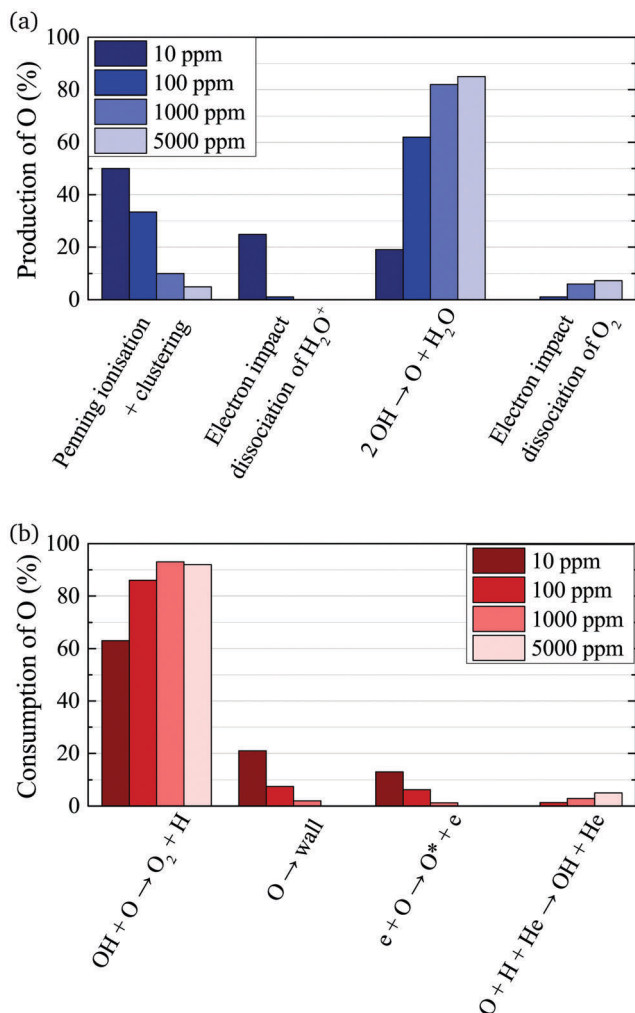 (a)
100
80
60
40
20
0
Production of O (%)
10 ppm
100 ppm
1000 ppm
5000 ppm
Penning ionisation
+ clustering
Electron impact
dissociation of H₂O⁺
2 OH → O + H₂O
Electron impact
dissociation of O₂
(b)
100
80
60
40
20
0
Consumption of O (%)
10 ppm
100 ppm
1000 ppm
5000 ppm
OH + O → O₂ + H
O → wall
e + O → O* + e
O + H + He → OH + He